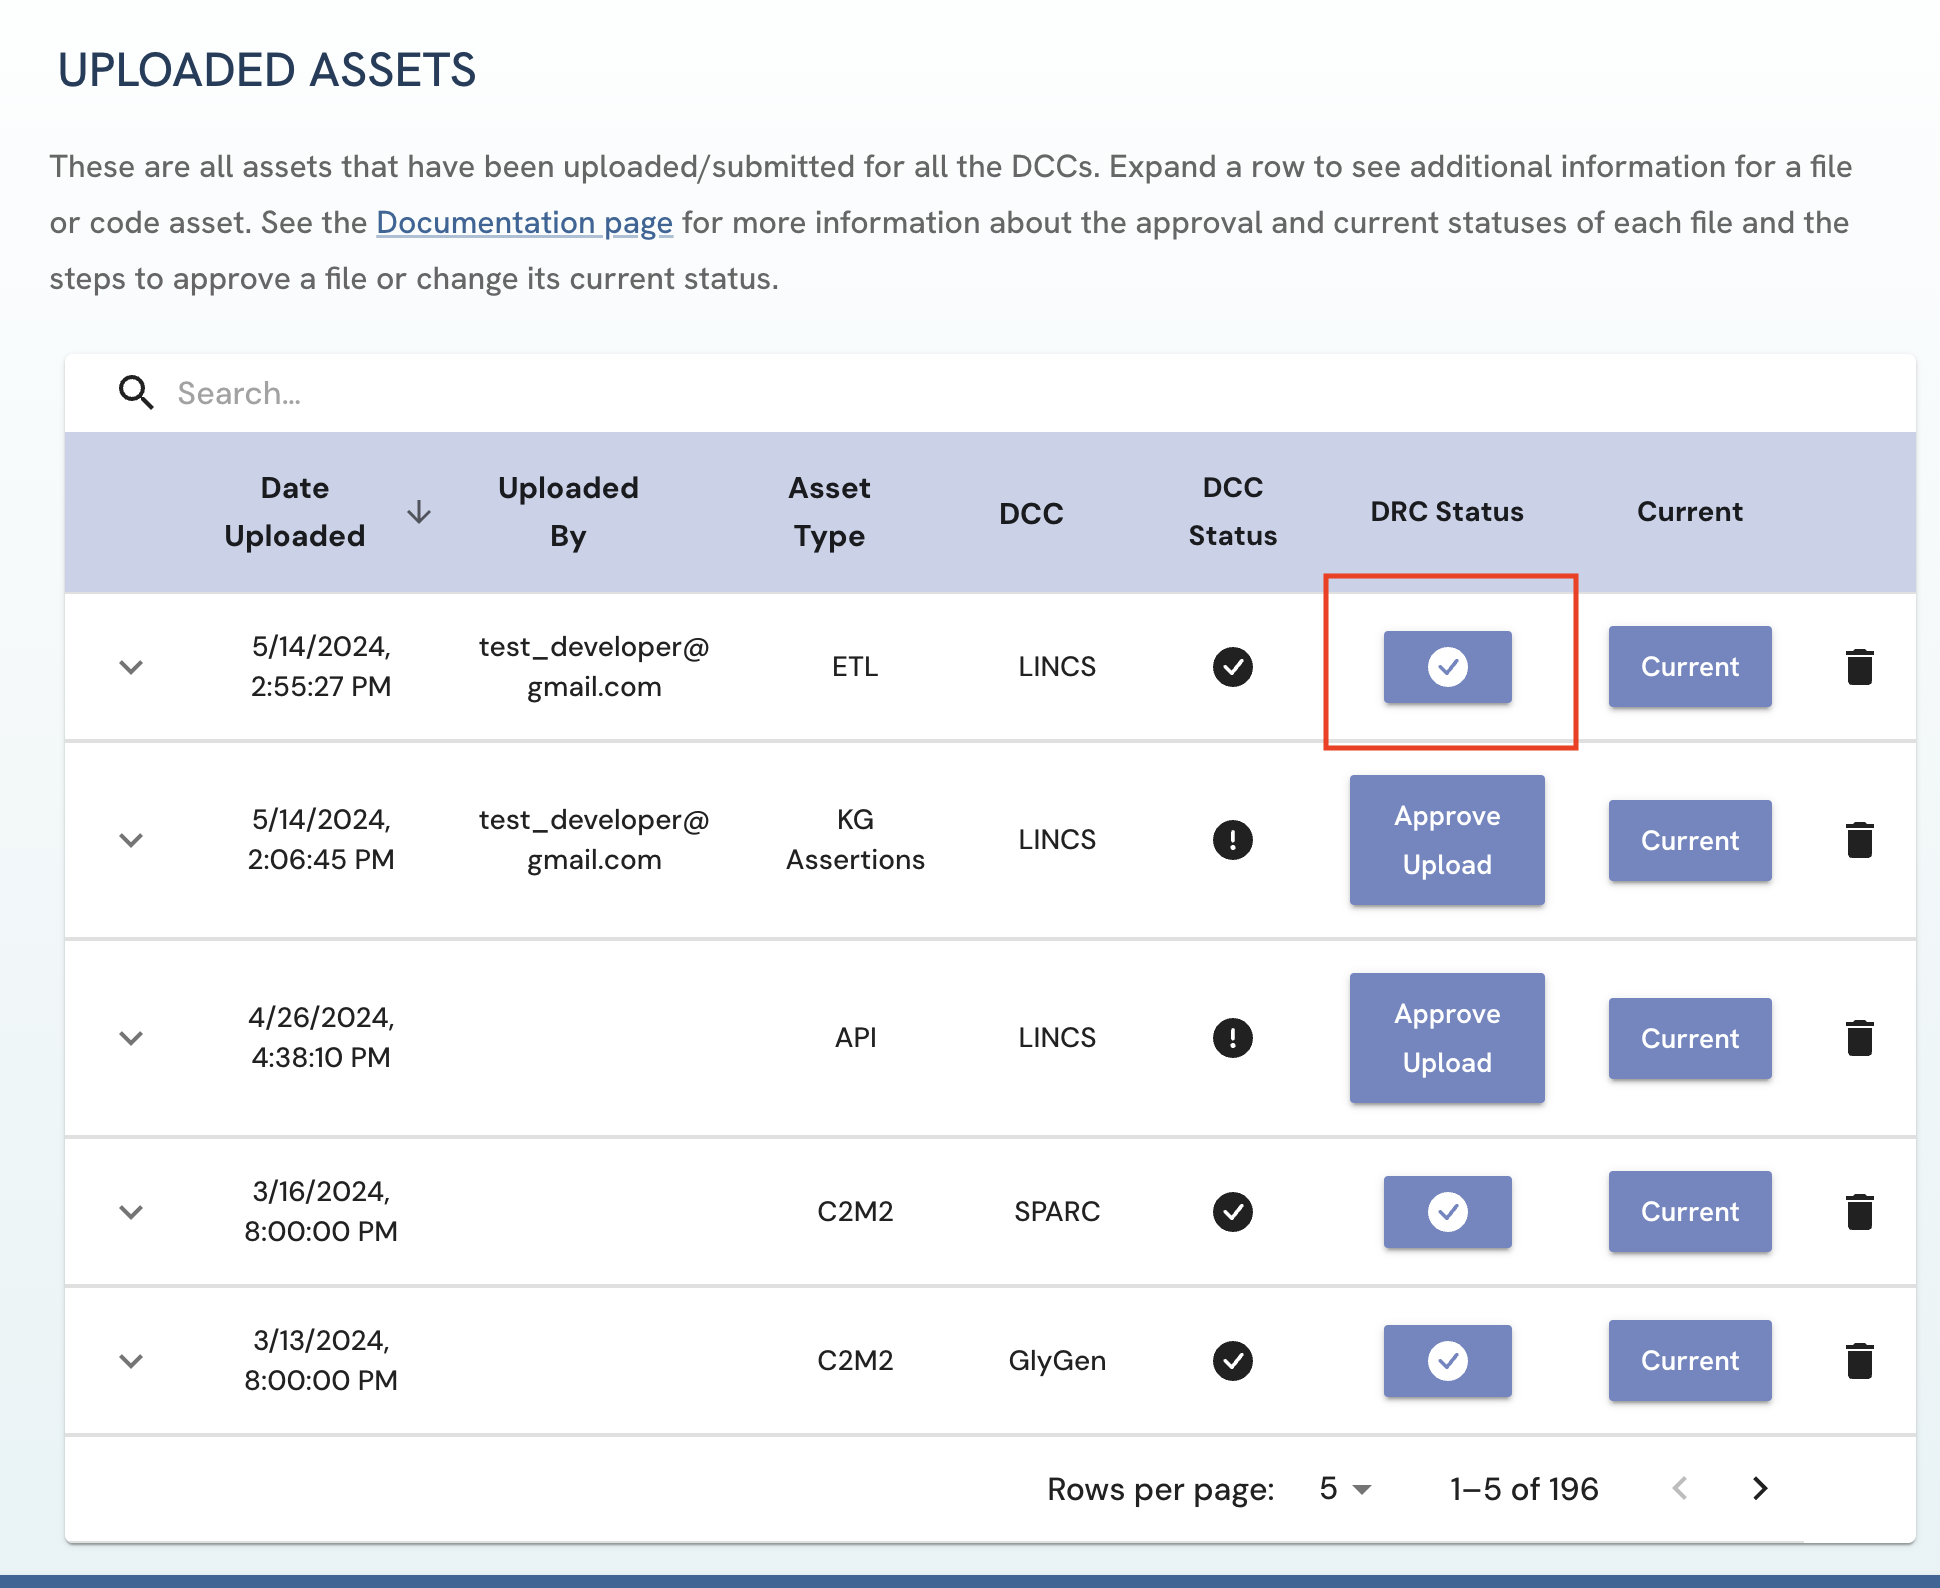 UPLOADED ASSETS
These are all assets that have been uploaded/submitted for all the DCCs. Expand a row to see additional information for a file
or code asset. See the Documentation page for more information about the approval and current statuses of each file and the
steps to approve a file or change its current status.
Search...
Date Uploaded
Uploaded By
Asset Type
DCC
DCC Status
DRC Status
Current
5/14/2024,
2:55:27 PM
test_developer@
gmail.com
ETL
LINCS
Current
5/14/2024,
2:06:45 PM
test_developer@
gmail.com
KG
Assertions
LINCS
Approve
Upload
Current
4/26/2024,
4:38:10 PM
API
LINCS
Approve
Upload
Current
3/16/2024,
8:00:00 PM
C2M2
SPARC
Current
3/13/2024,
8:00:00 PM
C2M2
GlyGen
Current
Rows per page: 5 1–5 of 196